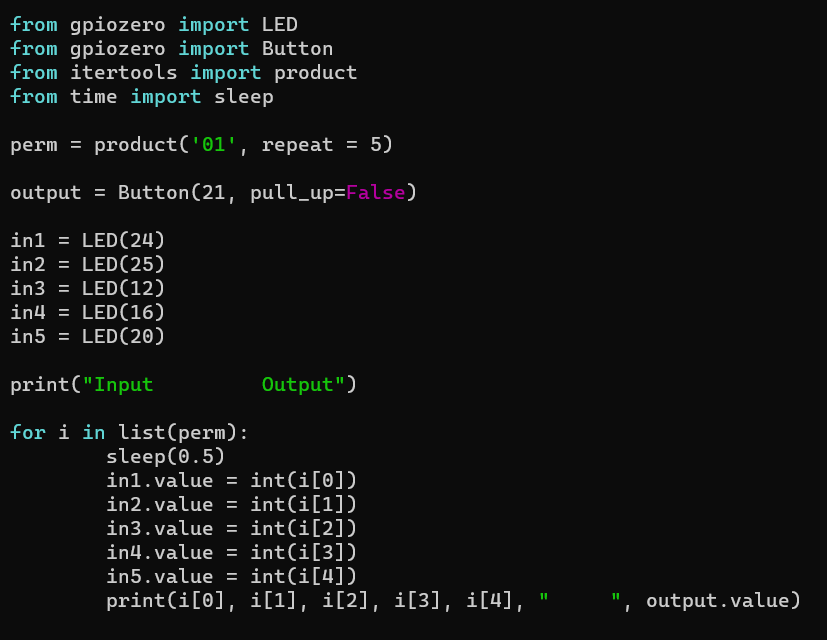 from gpiozero import LED
from gpiozero import Button
from itertools import product
from time import sleep

perm = product('01', repeat = 5)

output = Button(21, pull_up=False)

in1 = LED(24)
in2 = LED(25)
in3 = LED(12)
in4 = LED(16)
in5 = LED(20)

print("Input         Output")

for i in list(perm):
        sleep(0.5)
        in1.value = int(i[0])
        in2.value = int(i[1])
        in3.value = int(i[2])
        in4.value = int(i[3])
        in5.value = int(i[4])
        print(i[0], i[1], i[2], i[3], i[4], "     ", output.value)